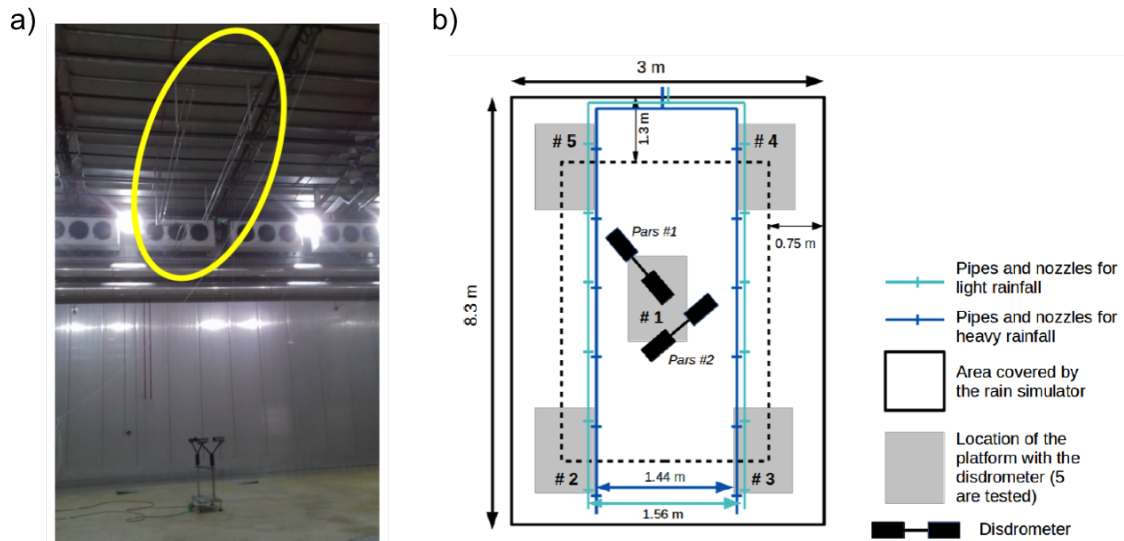 a)
b)
3 m
1.3 m
# 5
# 4
Pars #1
0.75 m
8.3 m
# 1
Pars #2
# 2
1.44 m
# 3
1.56 m
Pipes and nozzles for
light rainfall
Pipes and nozzles for
heavy rainfall
Area covered by
the rain simulator
Location of the
platform with the
disdrometer (5
are tested)
Disdrometer